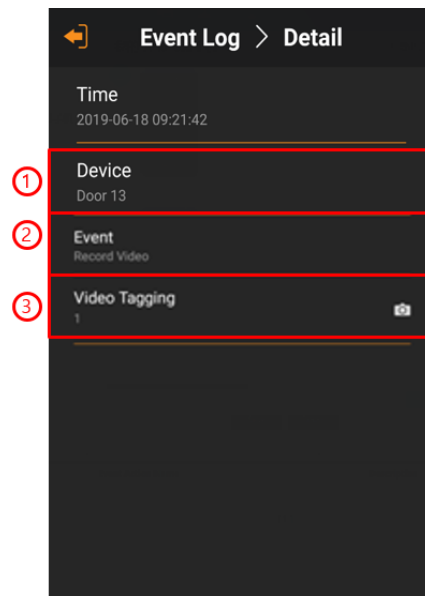 Event Log > Detail
Time
2019-06-18 09:21:42
① Device
Door 13
② Event
Record Video
③ Video Tagging
1